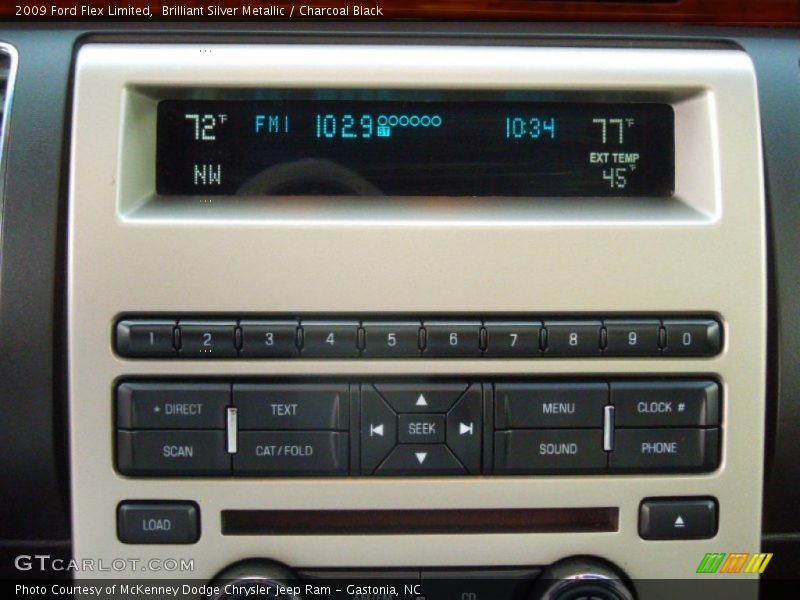 2009 Ford Flex Limited,  Brilliant Silver Metallic / Charcoal Black
72°F FM1 102.9 ST 10:34 77°F
EXT TEMP
NW 45°
1 2 3 4 5 6 7 8 9 0
* DIRECT TEXT MENU CLOCK #
SEEK
SCAN CAT/FOLD SOUND PHONE
LOAD
GTCARLOT.COM
Photo Courtesy of McKenney Dodge Chrysler Jeep Ram - Gastonia, NC